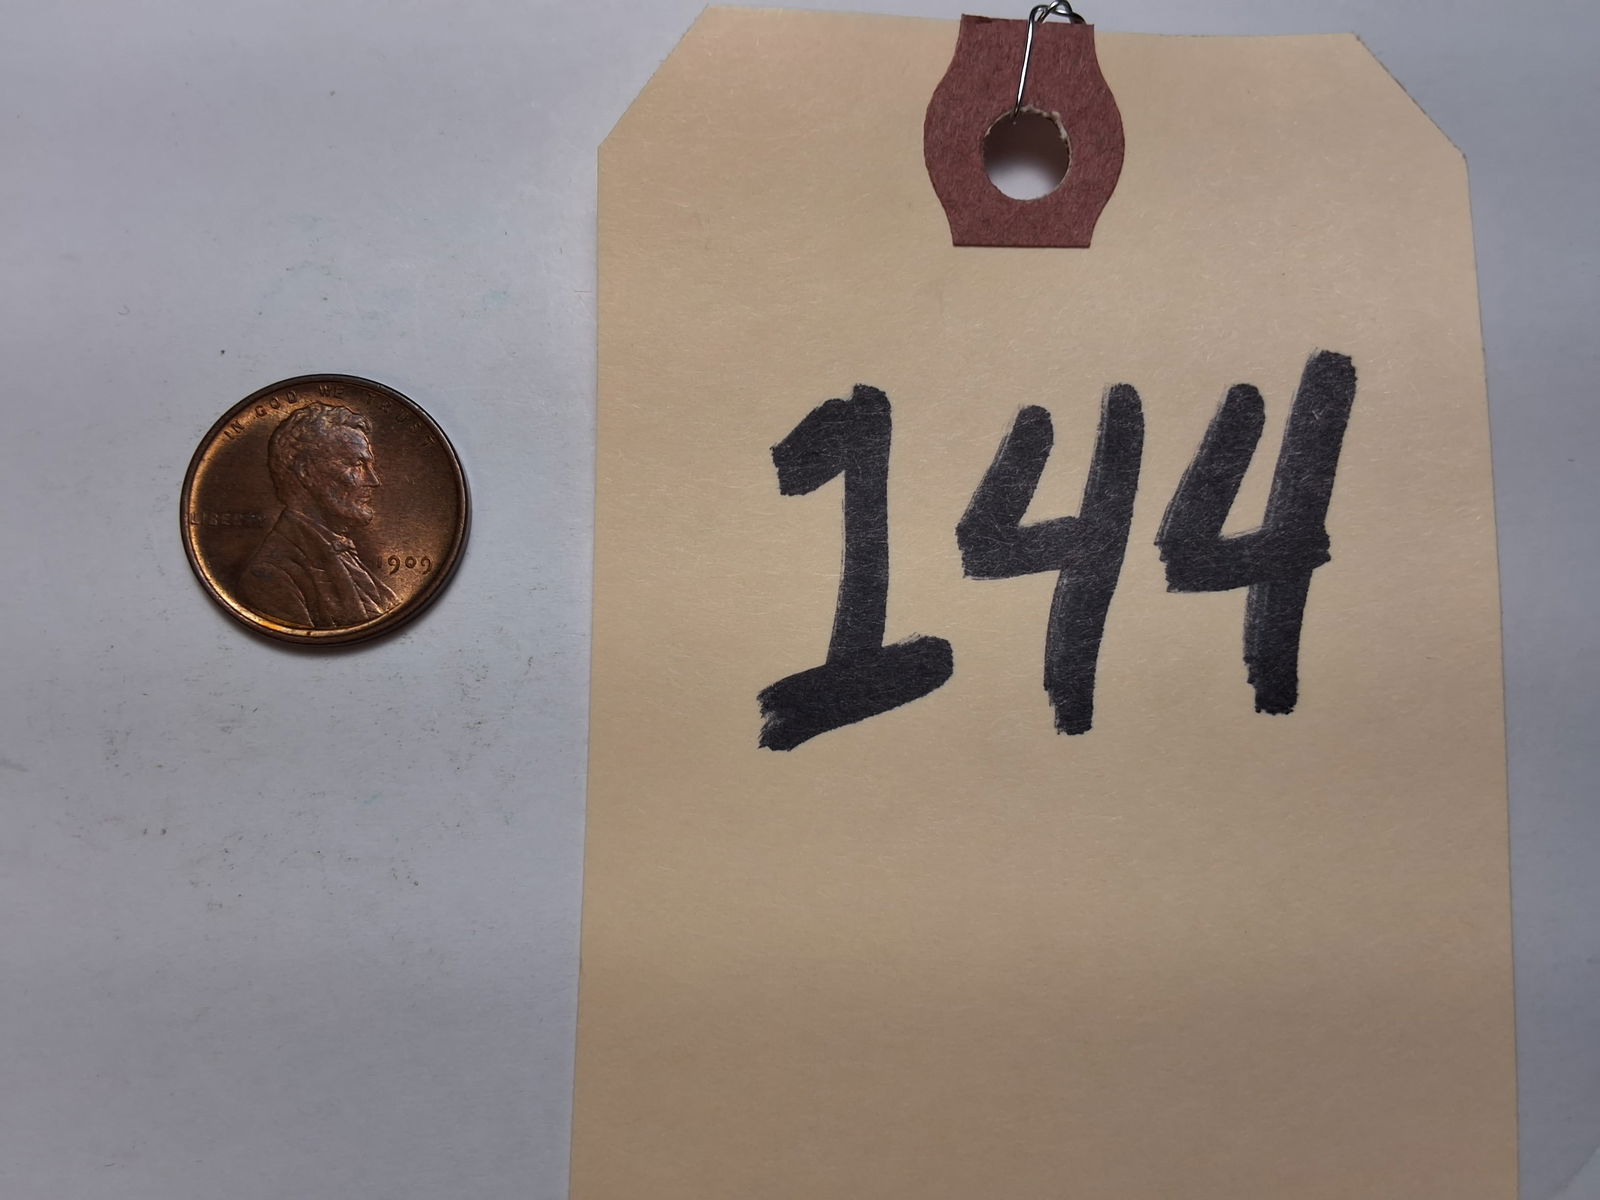 IN GOD WE TRUST
LIBERTY
1909
144